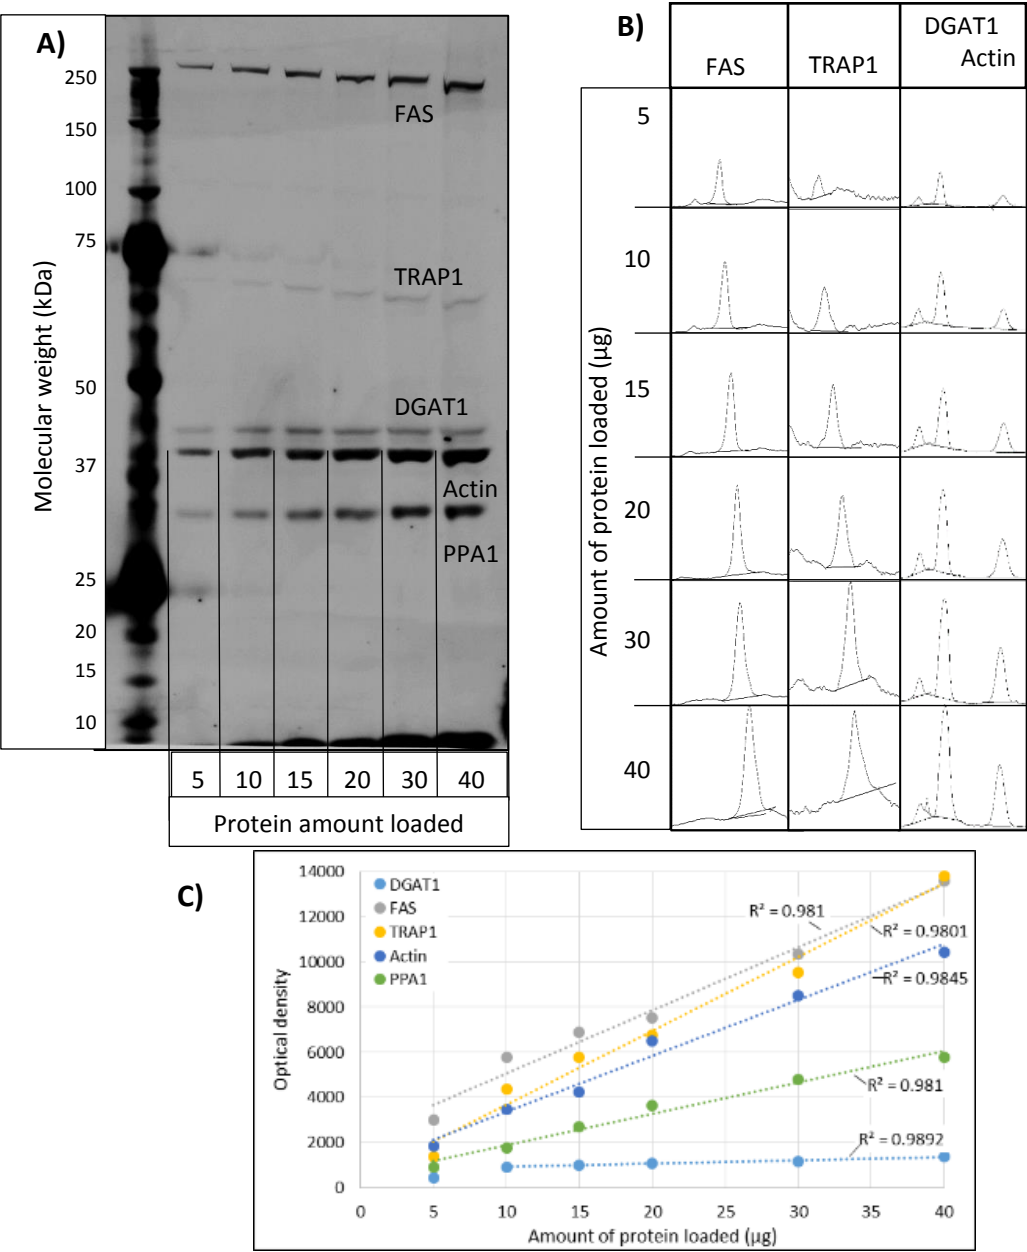 A)
Molecular weight (kDa)
250
150
100
75
50
37
25
20
15
10
FAS
TRAP1
DGAT1
Actin
PPA1
5 10 15 20 30 40
Protein amount loaded
B)
FAS TRAP1 DGAT1
Actin
Amount of protein loaded (µg)
5
10
15
20
30
40
C)
Optical density
14000
12000
10000
8000
6000
4000
2000
0
DGAT1
FAS
TRAP1
Actin
PPA1
R² = 0.981
R² = 0.9801
R² = 0.9845
R² = 0.981
R² = 0.9892
0 5 10 15 20 25 30 35 40
Amount of protein loaded (µg)